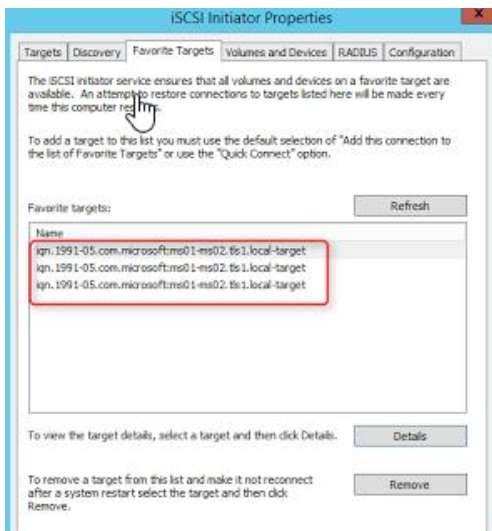 iSCSI Initiator Properties
x
Targets Discovery Favorite Targets Volumes and Devices RADIUS Configuration
The iSCSI initiator service ensures that all volumes and devices on a favorite target are
available. An attempt to restore connections to targets listed here will be made every
time this computer
To add a target to this list you must use the default selection of "Add this connection to
the list of Favorite Targets" or use the "Quick Connect" option.
Favorite targets:
Refresh
Name
iqn.1991-05.com.microsoft:ms01-ms02.tls1.local-target
iqn.1991-05.com.microsoft:ms01-ms02.tls1.local-target
iqn.1991-05.com.microsoft:ms01-ms02.tls1.local-target
To view the target details, select a target and then click Details.
Details
To remove a target from this list and make it not reconnect
after a system restart select the target and then click
Remove.
Remove